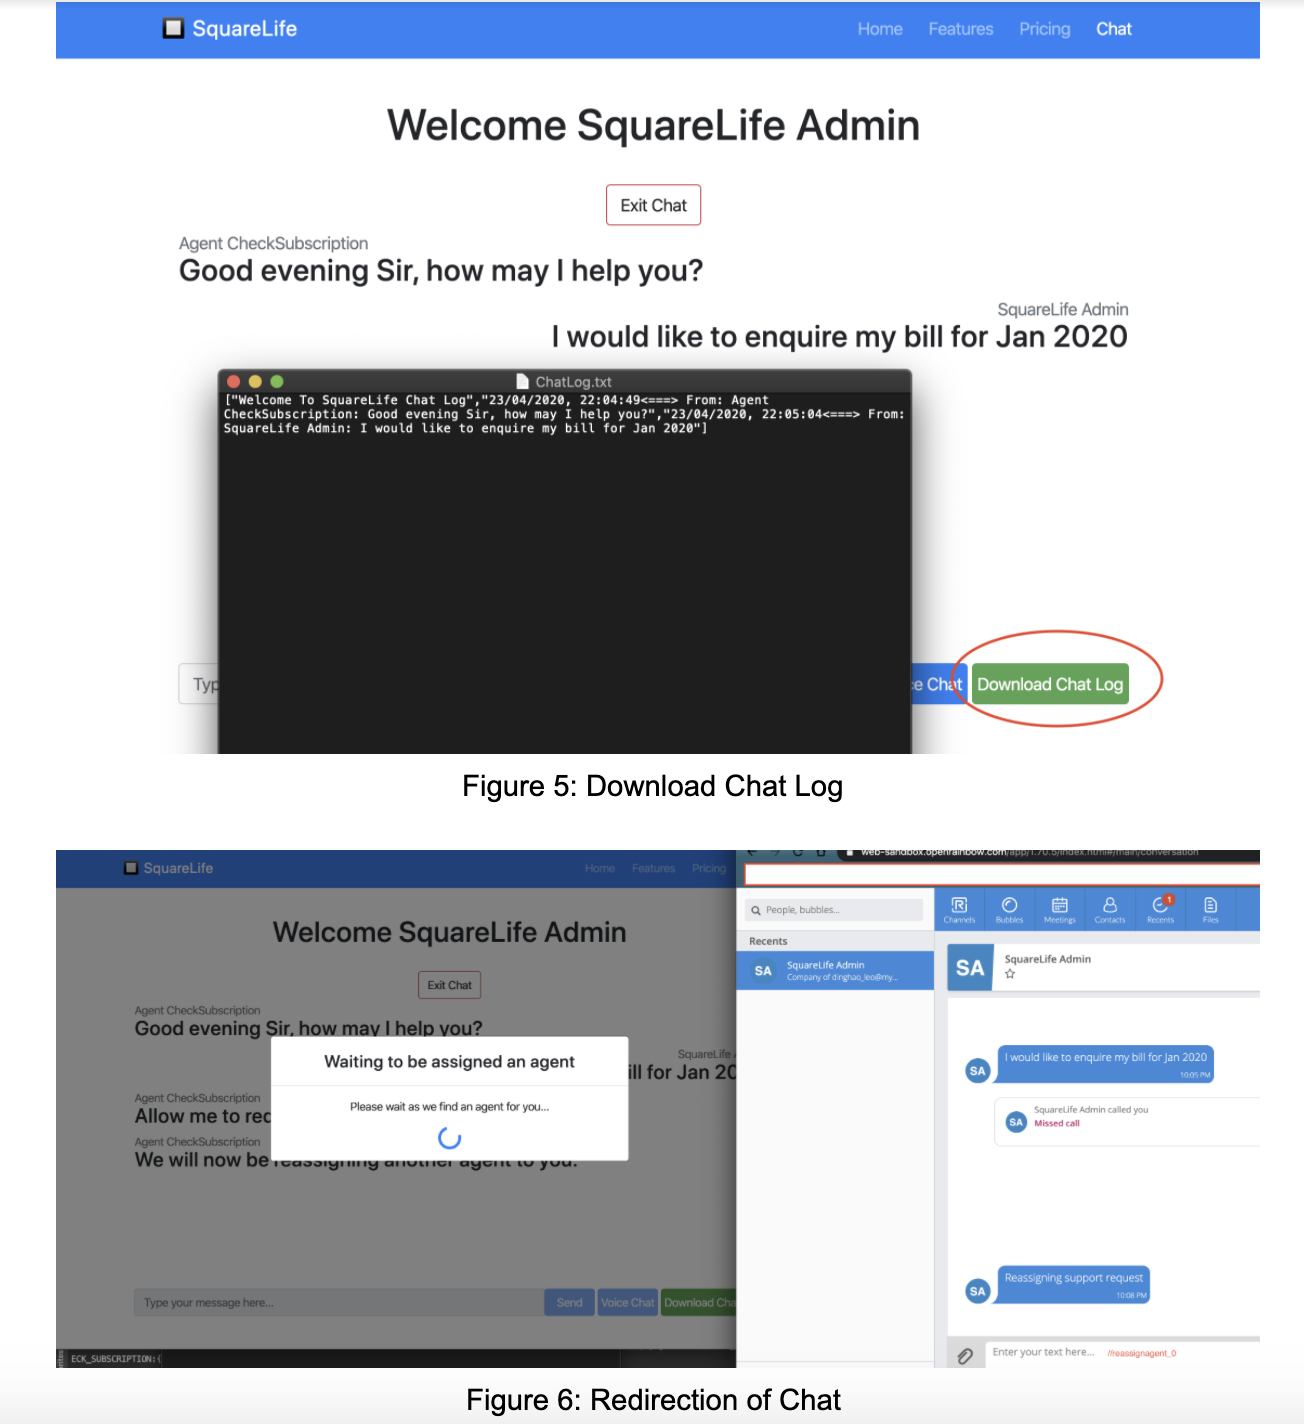 SquareLife
Home Features Pricing Chat
Welcome SquareLife Admin
Exit Chat
Agent CheckSubscription
Good evening Sir, how may I help you?
SquareLife Admin
I would like to enquire my bill for Jan 2020
ChatLog.txt
["Welcome To SquareLife Chat Log","23/04/2020, 22:04:49<===> From: Agent
CheckSubscription: Good evening Sir, how may I help you?","23/04/2020, 22:05:04<===> From:
SquareLife Admin: I would like to enquire my bill for Jan 2020"]
Typ
ce Chat
Download Chat Log
Figure 5: Download Chat Log
SquareLife
Home Features Pricing
Welcome SquareLife Admin
Exit Chat
Agent CheckSubscription
Good evening Sir, how may I help you?
SquareLife
ill for Jan 20
Agent CheckSubscription
Allow me to red
Agent CheckSubscription
We will now be reassigning another agent to you.
Waiting to be assigned an agent
Please wait as we find an agent for you...
Type your message here...
Send
Voice Chat
Download Cha
ECK_SUBSCRIPTION:{
web-sandbox.openrainbow.com/app/1.70.5/index.html#/main/conversation
People, bubbles...
Channels Bubbles Meetings Contacts Recents Files
1
Recents
SA
SquareLife Admin
Company of dinghao_leo@my...
SA
SquareLife Admin
SA
I would like to enquire my bill for Jan 2020
10:05 PM
SA
SquareLife Admin called you
Missed call
SA
Reassigning support request
10:08 PM
Enter your text here... //reassignagent_0
Figure 6: Redirection of Chat